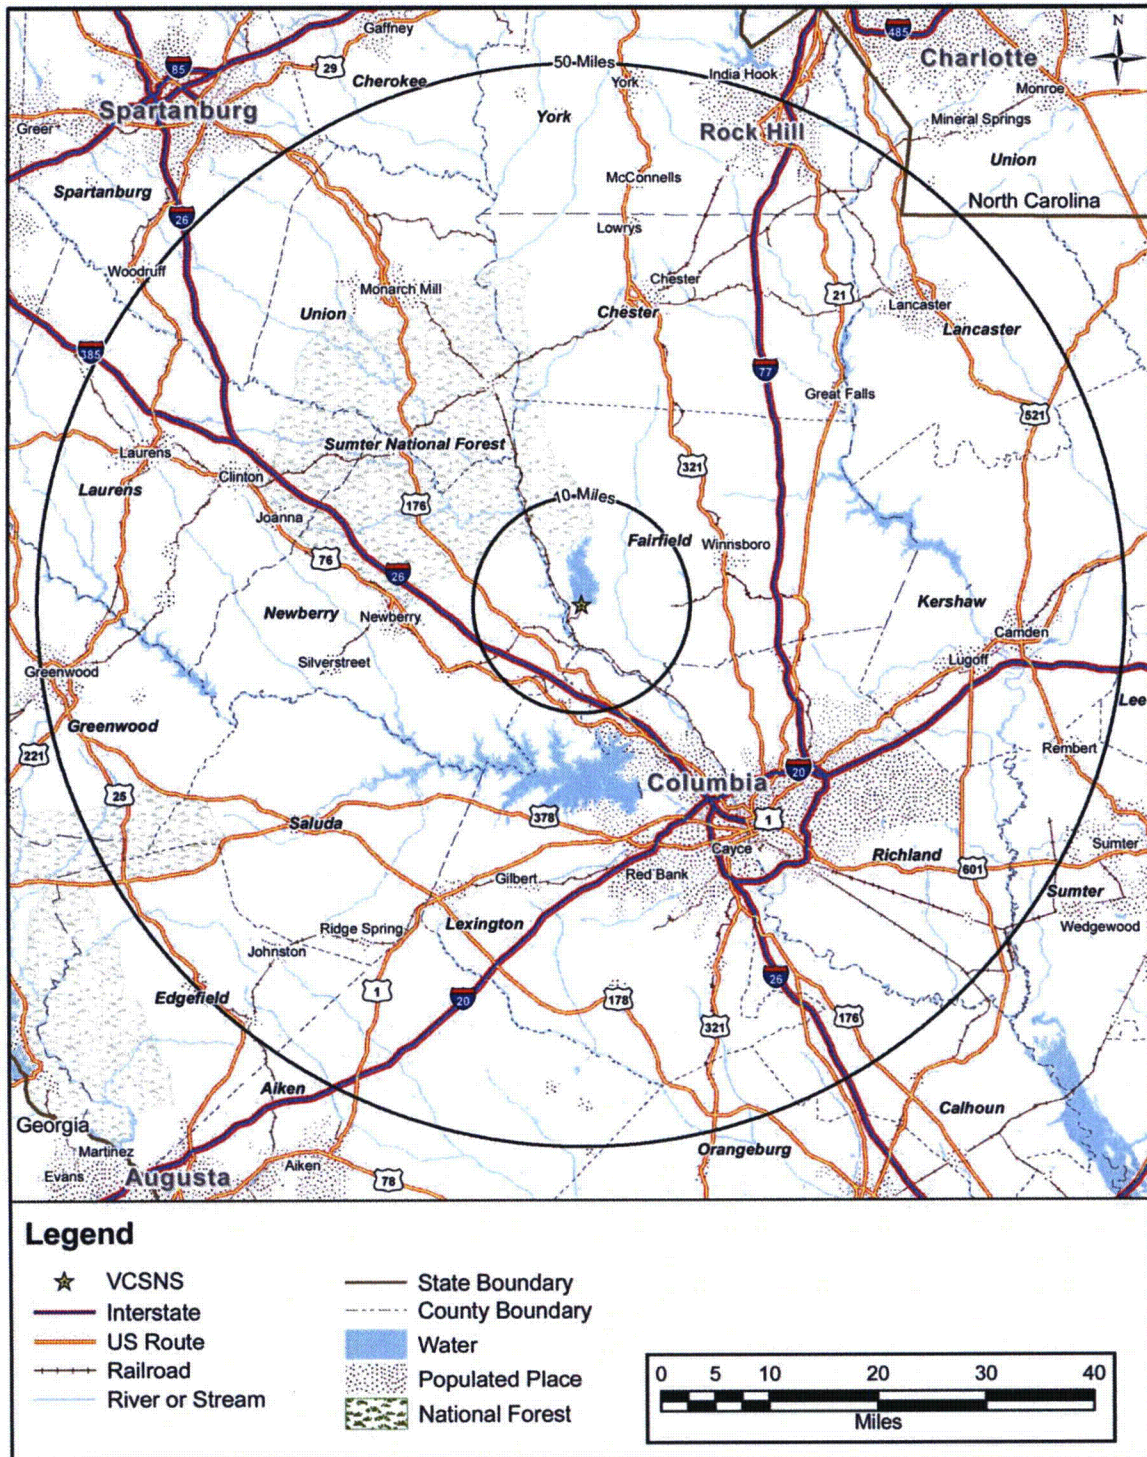 Gaffney
N
485
Charlotte
85
29
50-Miles
India Hook
Cherokee
York
Monroe
Spartanburg
York
Mineral Springs
Greer
Rock Hill
Union
McConnells
Spartanburg
North Carolina
26
Lowrys
Woodruff
Chester
Monarch Mill
21
Lancaster
Union
Chester
Lancaster
385
77
Great Falls
521
Sumter National Forest
Laurens
321
Clinton
Laurens
10-Miles
176
Joanna
Fairfield
Winnsboro
76
26
Kershaw
Newberry
Newberry
Camden
Silverstreet
Lugoff
Greenwood
Lee
Greenwood
221
Rembert
20
Columbia
25
378
1
Saluda
Sumter
Cayce
Richland
601
Red Bank
Gilbert
Sumter
Lexington
Ridge Spring
Wedgewood
Johnston
26
1
20
178
Edgefield
176
321
Aiken
Calhoun
Georgia
Martinez
Orangeburg
Evans
Augusta
Aiken
78
Legend
VCSNS
Interstate
US Route
Railroad
River or Stream
State Boundary
County Boundary
Water
Populated Place
National Forest
0 5 10 20 30 40
Miles